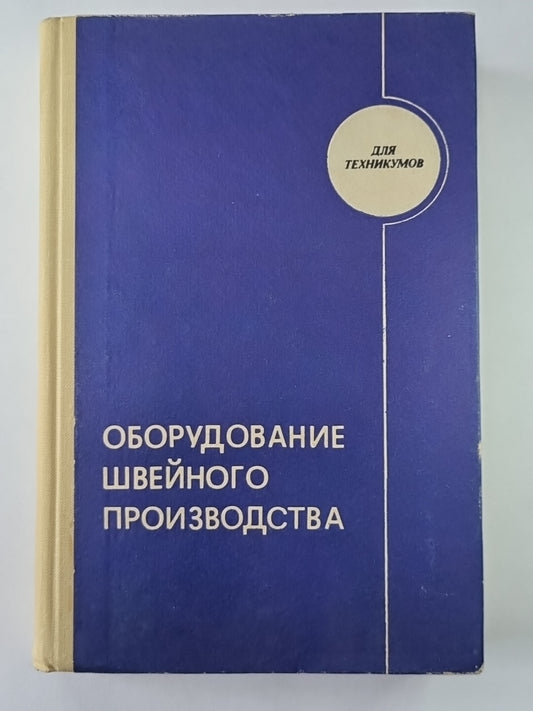 ДЛЯ
ТЕХНИКУМОВ
ОБОРУДОВАНИЕ
ШВЕЙНОГО
ПРОИЗВОДСТВА